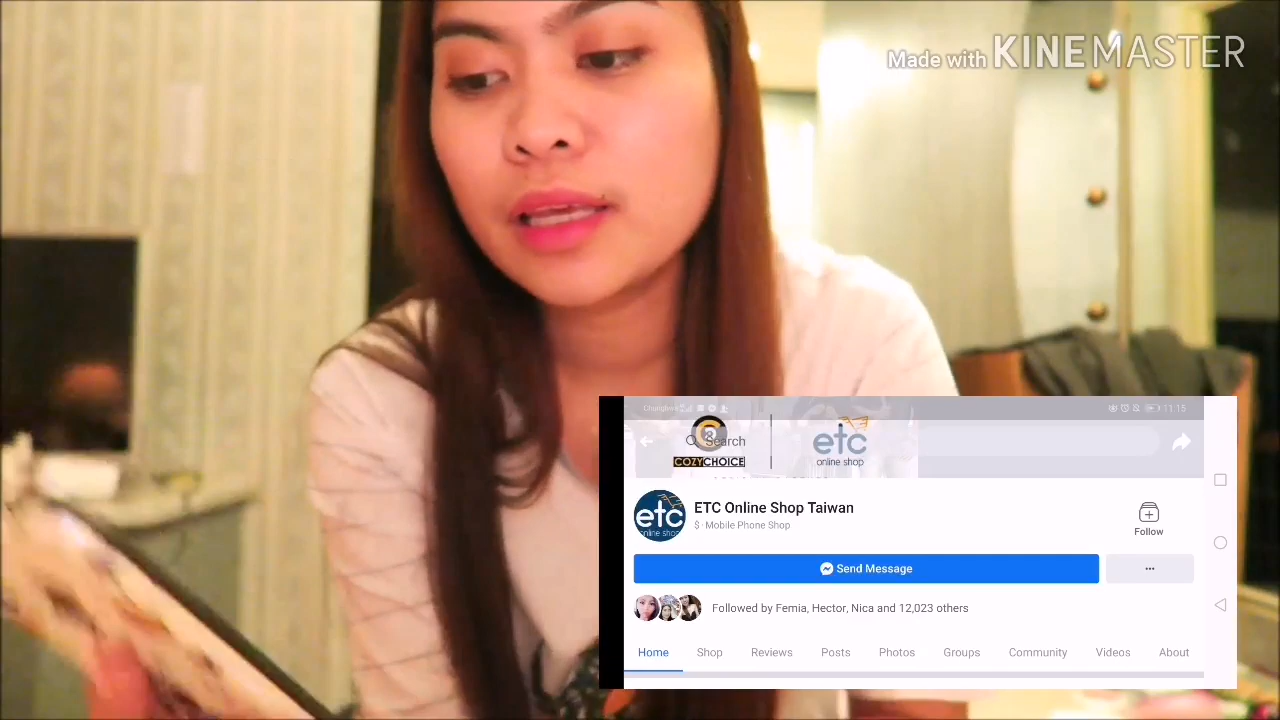 Made with KINEMASTER
11:15
Search
COZYCHOICE
etc
online shop
etc
online shop
ETC Online Shop Taiwan
$ · Mobile Phone Shop
Follow
Send Message
...
Followed by Femia, Hector, Nica and 12,023 others
Home Shop Reviews Posts Photos Groups Community Videos About